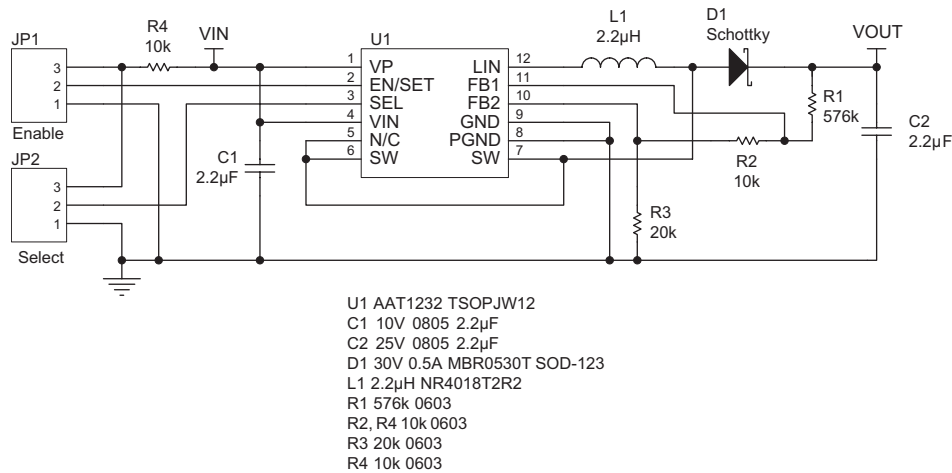 JP1
3
2
1
Enable
JP2
3
2
1
Select
R4
10k
VIN
C1
2.2µF
U1
1 VP
2 EN/SET
3 SEL
4 VIN
5 N/C
6 SW
LIN 12
FB1 11
FB2 10
GND 9
PGND 8
SW 7
L1
2.2µH
D1
Schottky
VOUT
R1
576k
C2
2.2µF
R2
10k
R3
20k
U1 AAT1232 TSOPJW12
C1 10V 0805 2.2µF
C2 25V 0805 2.2µF
D1 30V 0.5A MBR0530T SOD-123
L1 2.2µH NR4018T2R2
R1 576k 0603
R2, R4 10k 0603
R3 20k 0603
R4 10k 0603